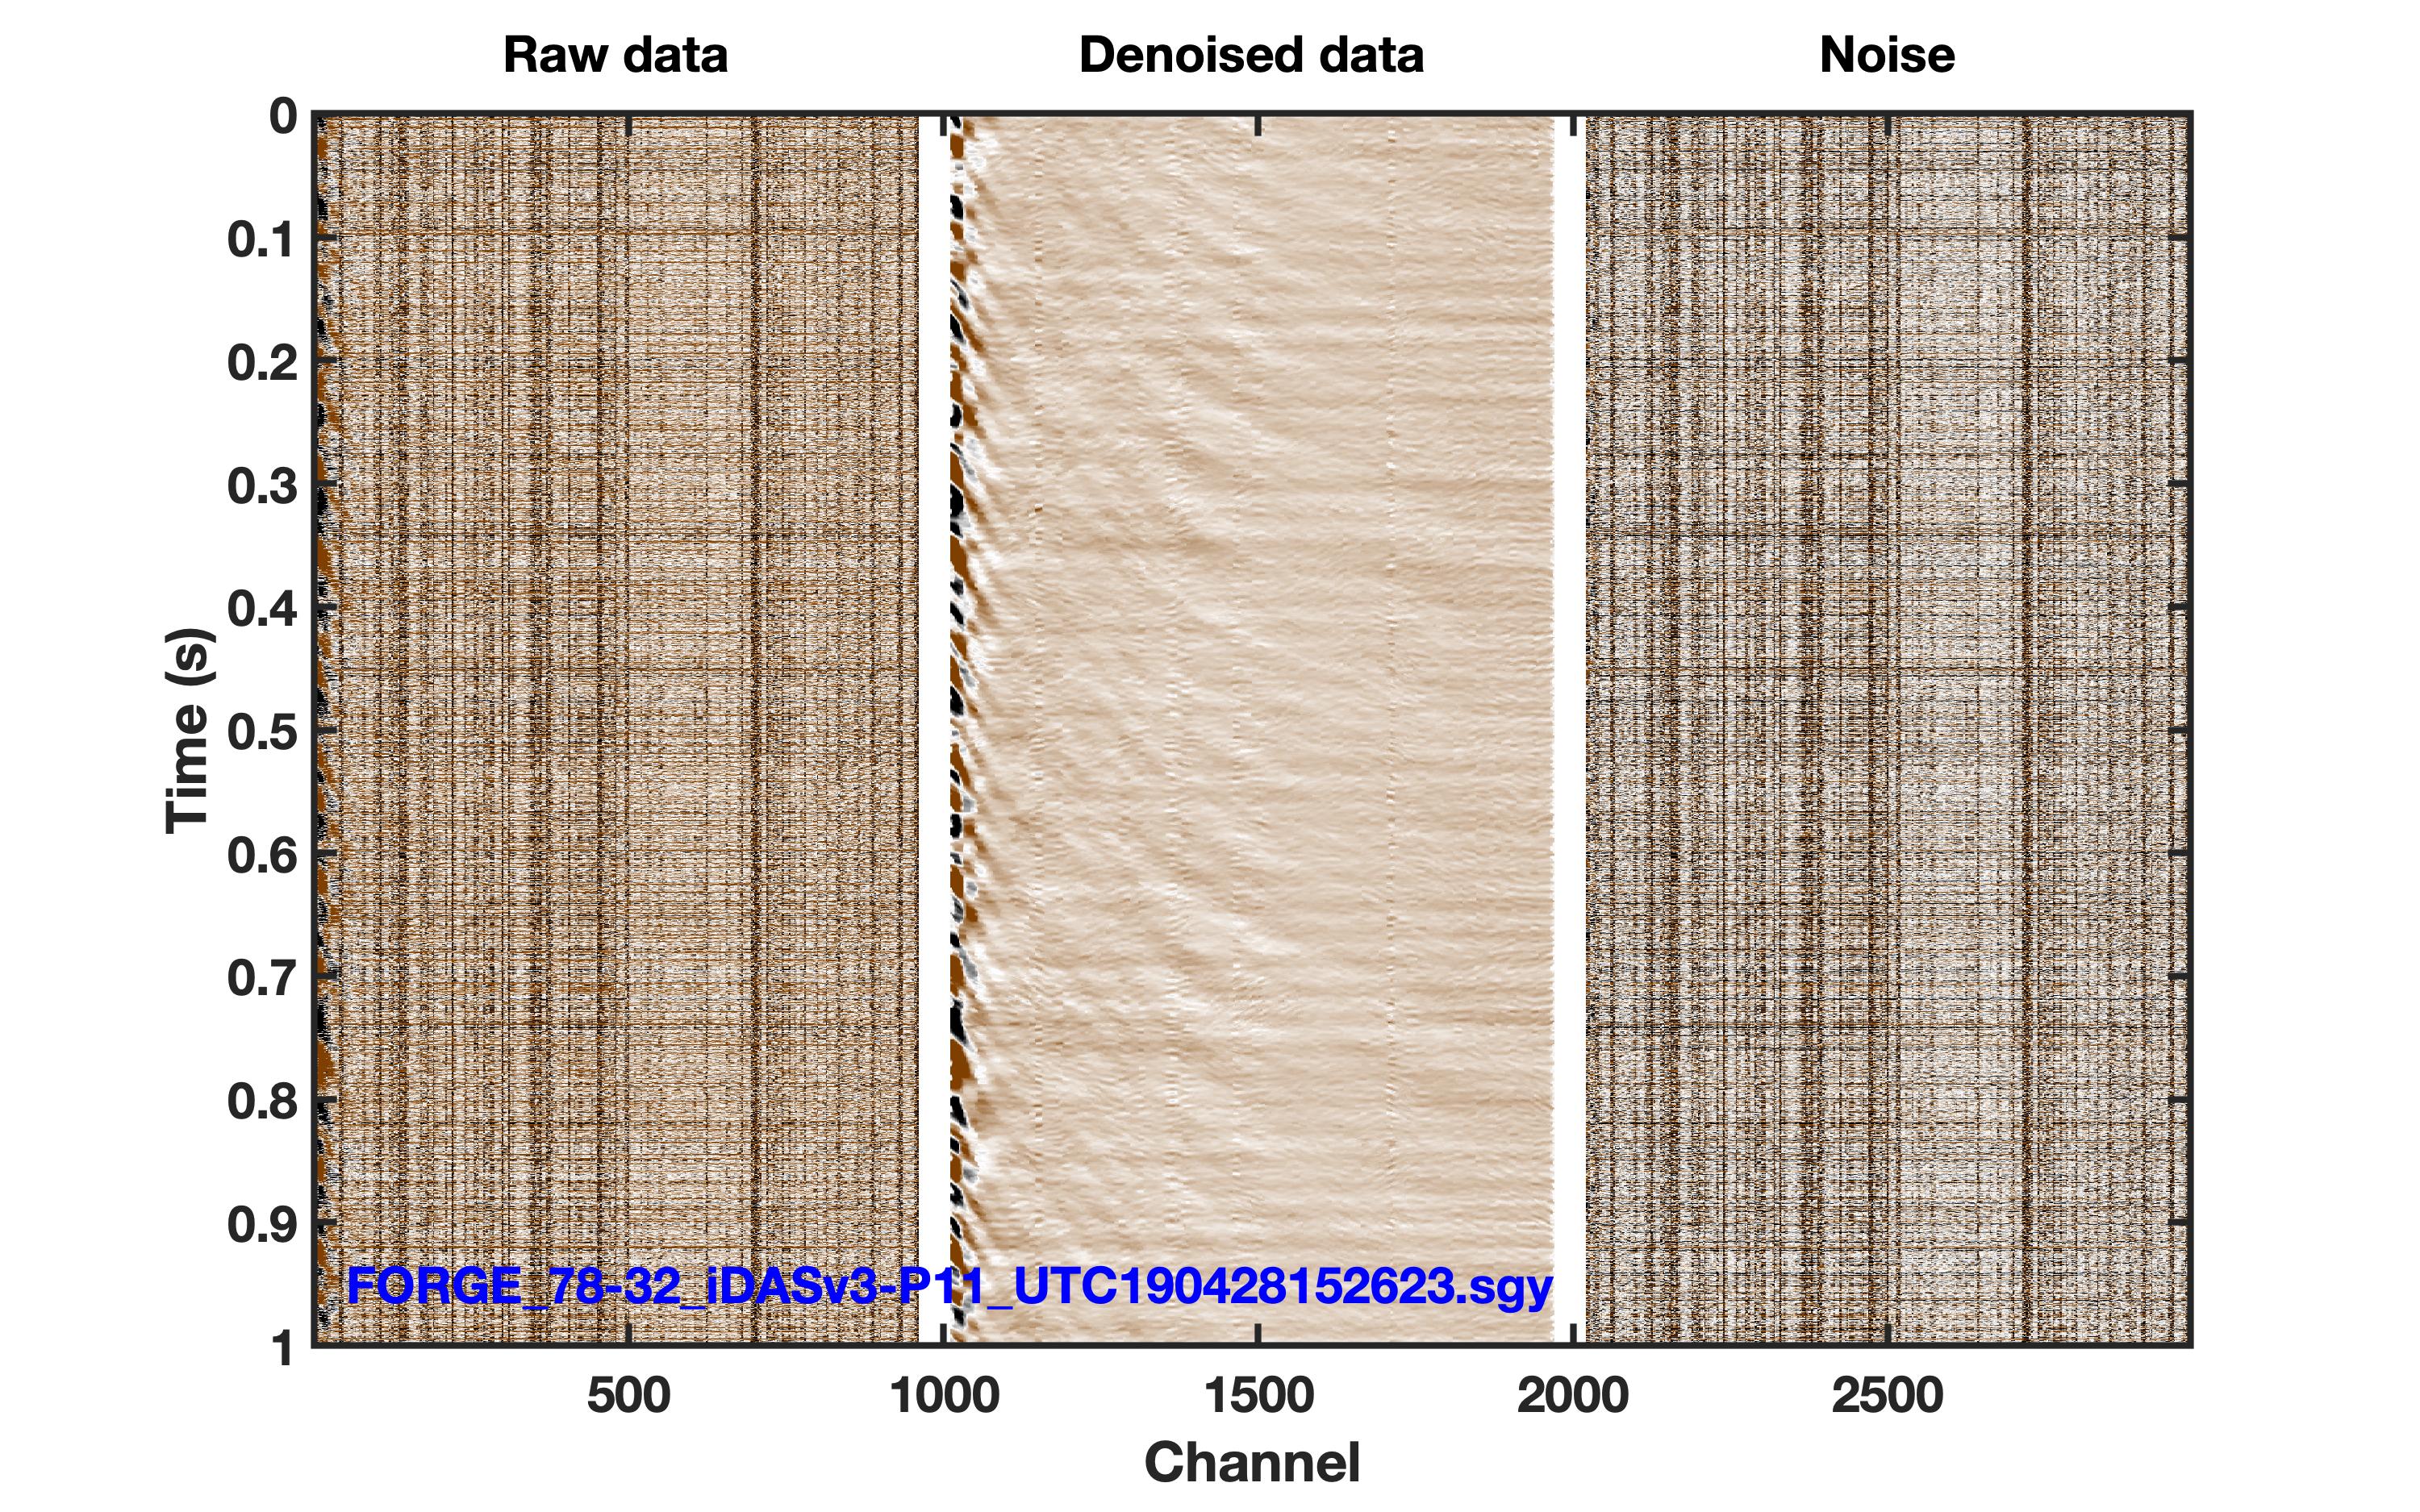 Raw data
Denoised data
Noise
0
0.1
0.2
0.3
0.4
0.5
0.6
0.7
0.8
0.9
1
Time (s)
FORGE_78-32_iDASv3-P11_UTC190428152623.sgy
500
1000
1500
2000
2500
Channel